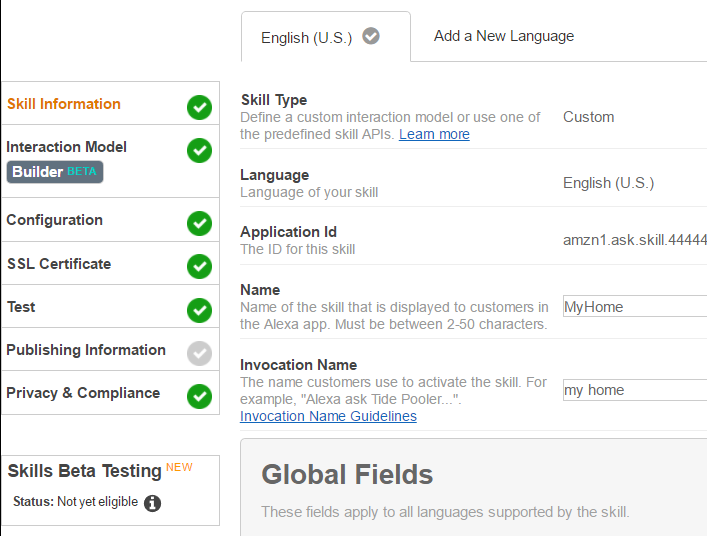 English (U.S.)
Add a New Language
Skill Information
Interaction Model
Builder BETA
Configuration
SSL Certificate
Test
Publishing Information
Privacy & Compliance
Skills Beta Testing NEW
Status: Not yet eligible
Skill Type
Define a custom interaction model or use one of
the predefined skill APIs. Learn more
Custom
Language
Language of your skill
English (U.S.)
Application Id
The ID for this skill
amzn1.ask.skill.44444
Name
Name of the skill that is displayed to customers in
the Alexa app. Must be between 2-50 characters.
MyHome
Invocation Name
The name customers use to activate the skill. For
example, "Alexa ask Tide Pooler...".
Invocation Name Guidelines
my home
Global Fields
These fields apply to all languages supported by the skill.